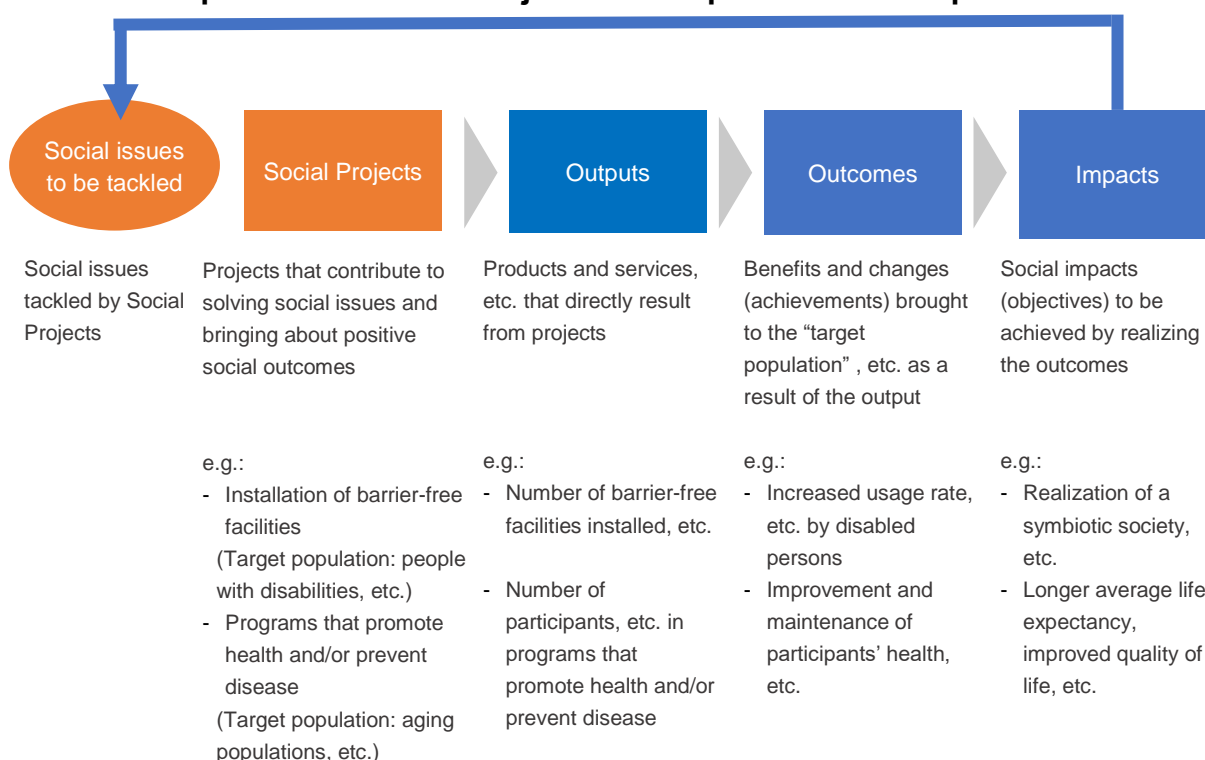 Social issues
to be tackled
Social Projects
Outputs
Outcomes
Impacts
Social issues
tackled by Social
Projects
Projects that contribute to
solving social issues and
bringing about positive
social outcomes
Products and services,
etc. that directly result
from projects
Benefits and changes
(achievements) brought
to the “target
population” , etc. as a
result of the output
Social impacts
(objectives) to be
achieved by realizing
the outcomes
e.g.:
- Installation of barrier-free
facilities
(Target population: people
with disabilities, etc.)
- Programs that promote
health and/or prevent
disease
(Target population: aging
populations, etc.)
e.g.:
- Number of barrier-free
facilities installed, etc.
- Number of
participants, etc. in
programs that
promote health and/or
prevent disease
e.g.:
- Increased usage rate,
etc. by disabled
persons
- Improvement and
maintenance of
participants’ health,
etc.
e.g.:
- Realization of a
symbiotic society,
etc.
- Longer average life
expectancy,
improved quality of
life, etc.